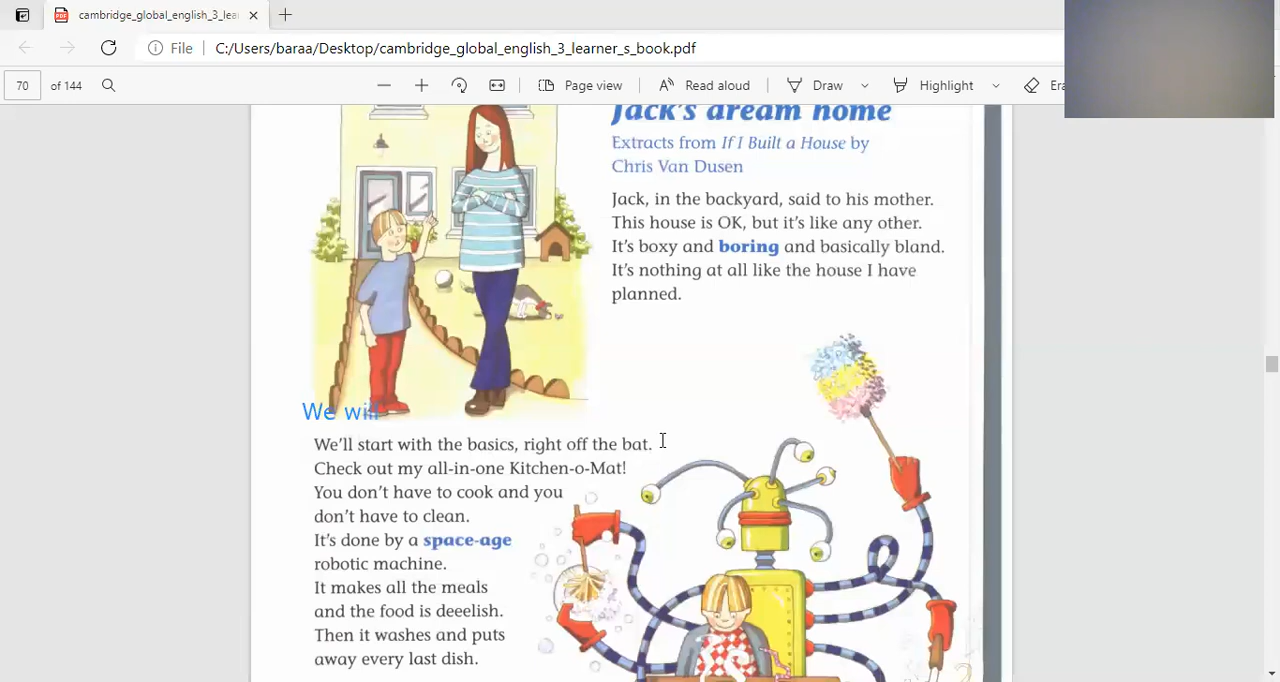 cambridge_global_english_3_lea
File
C:/Users/baraa/Desktop/cambridge_global_english_3_learner_s_book.pdf
70
of 144
Page view
Read aloud
Draw
Highlight
Era
Jack's dream home
Extracts from If I Built a House by
Chris Van Dusen
Jack, in the backyard, said to his mother.
This house is OK, but it's like any other.
It's boxy and boring and basically bland.
It's nothing at all like the house I have
planned.
We will
We'll start with the basics, right off the bat.
Check out my all-in-one Kitchen-o-Mat!
You don't have to cook and you
don't have to clean.
It's done by a space-age
robotic machine.
It makes all the meals
and the food is deeelish.
Then it washes and puts
away every last dish.